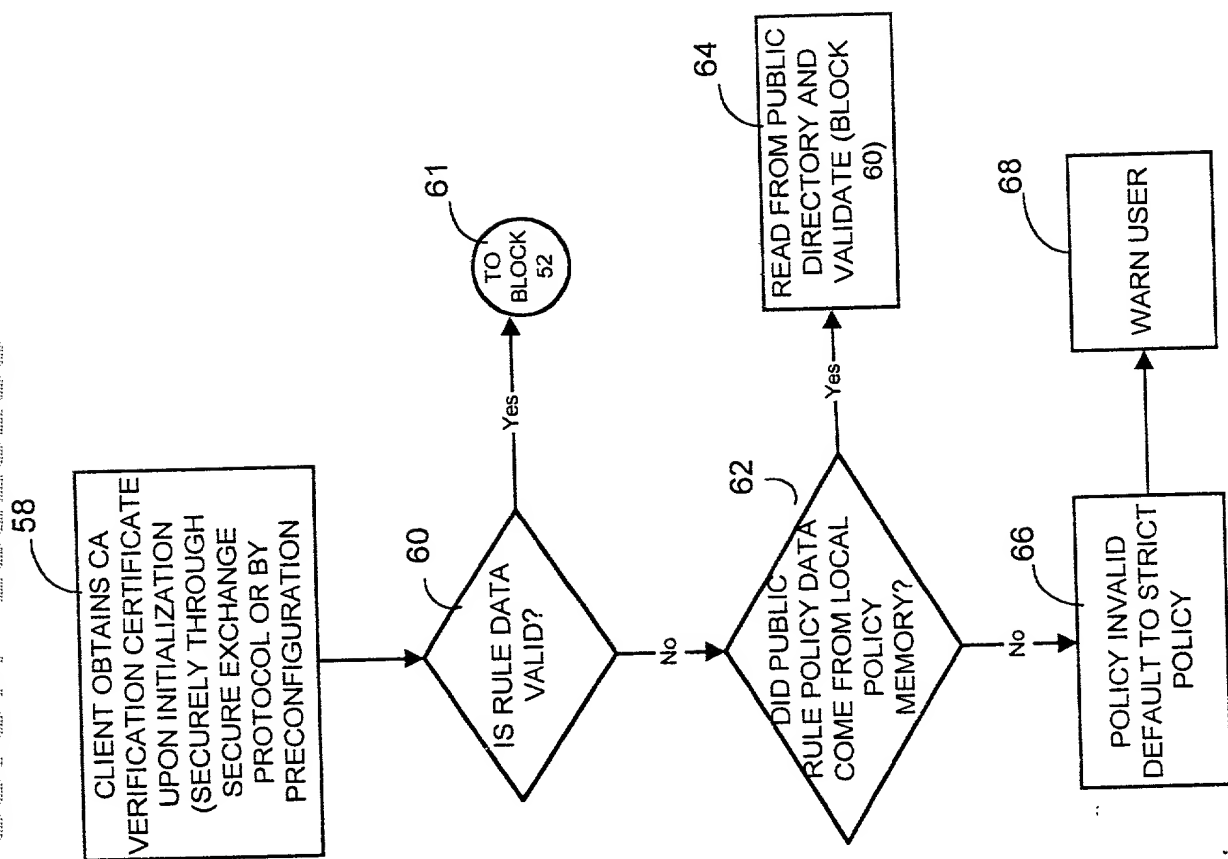 58
CLIENT OBTAINS CA
VERIFICATION CERTIFICATE
UPON INITIALIZATION
(SECURELY THROUGH
SECURE EXCHANGE
PROTOCOL OR BY
PRECONFIGURATION
60
IS RULE DATA
VALID?
Yes
61
TO
BLOCK
52
No
62
DID PUBLIC
RULE POLICY DATA
COME FROM LOCAL
POLICY
MEMORY?
Yes
64
READ FROM PUBLIC
DIRECTORY AND
VALIDATE (BLOCK
60)
No
66
POLICY INVALID
DEFAULT TO STRICT
POLICY
68
WARN USER